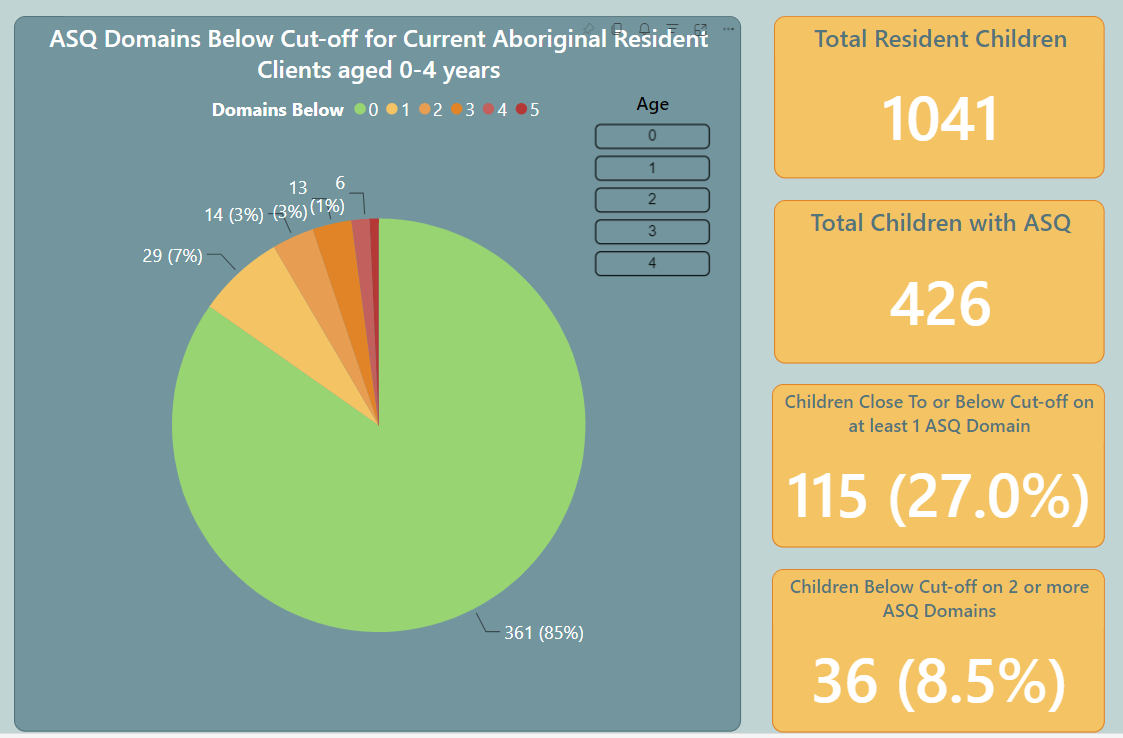 ASQ Domains Below Cut-off for Current Aboriginal Resident
Clients aged 0-4 years
Domains Below 0 1 2 3 4 5
Age
0
1
2
3
4
13
(3%)
6
(1%)
14 (3%)
29 (7%)
361 (85%)
Total Resident Children
1041
Total Children with ASQ
426
Children Close To or Below Cut-off on
at least 1 ASQ Domain
115 (27.0%)
Children Below Cut-off on 2 or more
ASQ Domains
36 (8.5%)